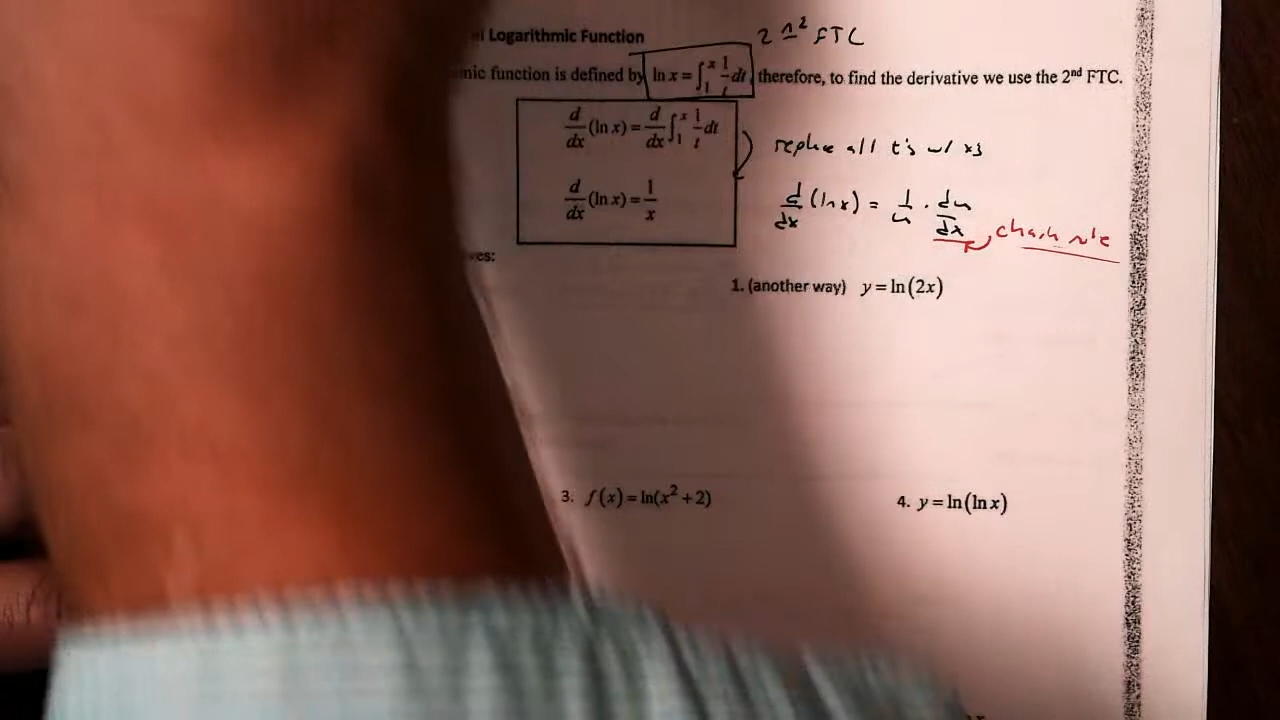 Logarithmic Function
2nd FTC
function is defined by ln x = ∫₁ˣ 1/t dt, therefore, to find the derivative we use the 2nd FTC.
d/dx (ln x) = d/dx ∫₁ˣ 1/t dt
replace all t's w/ xs
d/dx (ln x) = 1/x
d/dx (ln x) = 1/u · du/dx
chain rule
1. (another way) y = ln(2x)
3. f(x) = ln(x² + 2)
4. y = ln(ln x)